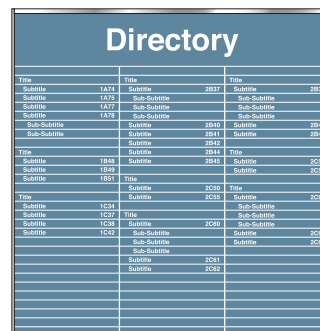 Directory
Title
Subtitle 1A74
Subtitle 1A75
Subtitle 1A77
Subtitle 1A78
Sub-Subtitle
Sub-Subtitle
Title
Subtitle 1B48
Subtitle 1B49
Subtitle 1B51
Title
Subtitle 1C34
Subtitle 1C37
Subtitle 1C38
Subtitle 1C42
Title
Subtitle 2B37
Sub-Subtitle
Sub-Subtitle
Sub-Subtitle
Subtitle 2B40
Subtitle 2B41
Subtitle 2B42
Subtitle 2B44
Subtitle 2B45
Title
Subtitle 2C50
Subtitle 2C55
Title
Subtitle 2C60
Sub-Subtitle
Sub-Subtitle
Sub-Subtitle
Subtitle 2C61
Subtitle 2C62
Title
Subtitle
Sub-Subtitle
Sub-Subtitle
Sub-Subtitle
Subtitle
Subtitle
Title
Subtitle
Subtitle
Title
Subtitle
Sub-Subtitle
Sub-Subtitle
Sub-Subtitle
Subtitle
Subtitle